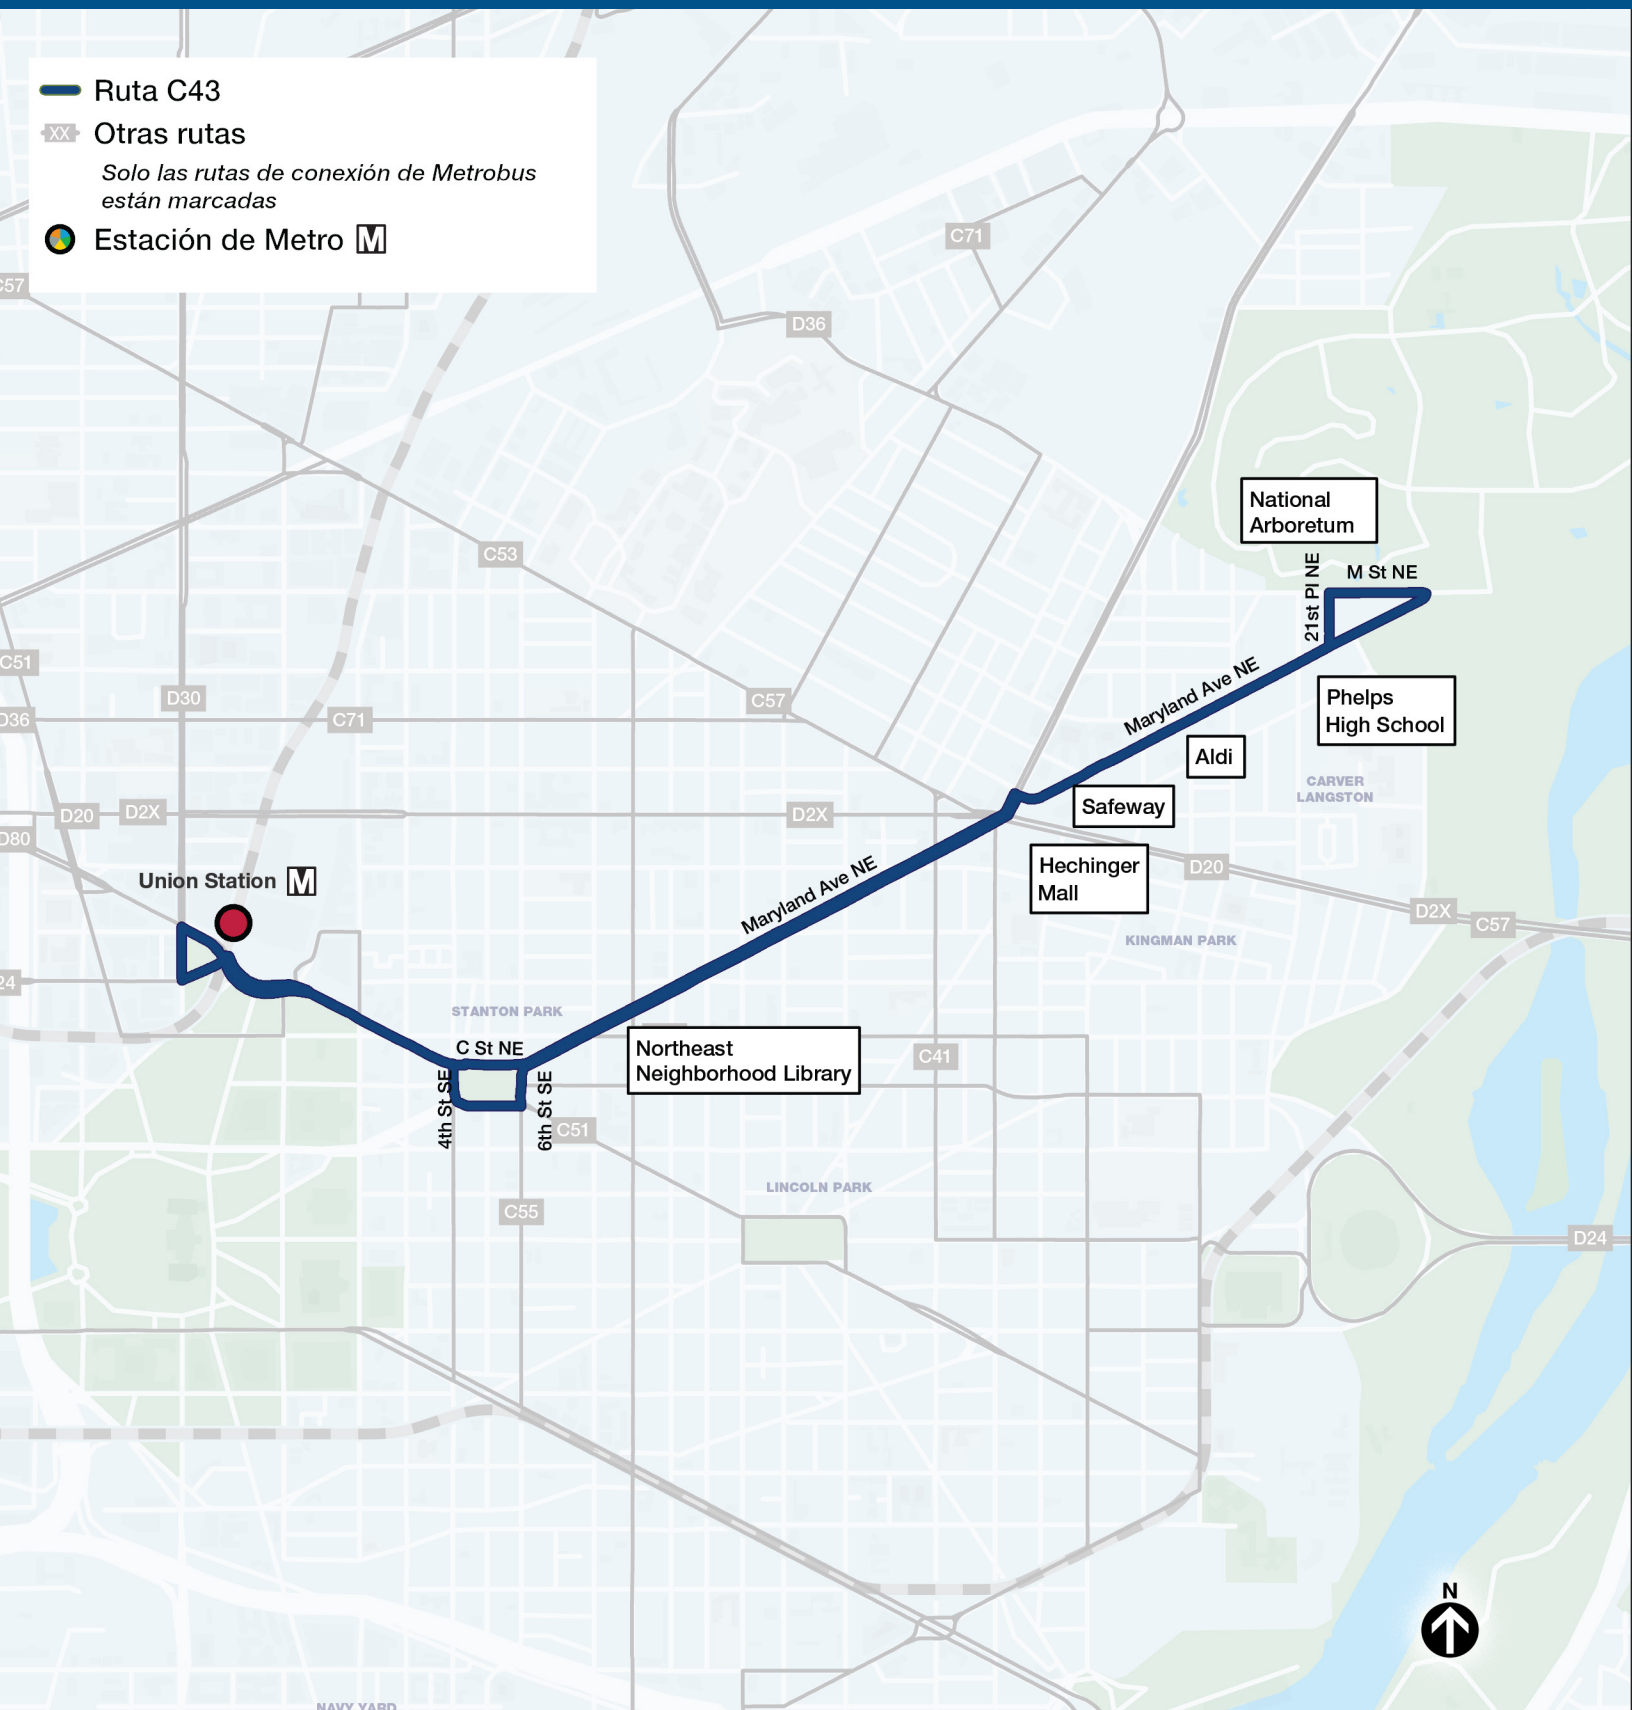 Ruta C43
XX
Otras rutas
Solo las rutas de conexión de Metrobus
están marcadas
Estación de Metro M
C57
C71
D36
National
Arboretum
C53
M St NE
21st Pl NE
C51
D30
C57
Maryland Ave NE
Phelps
High School
D36
C71
Aldi
CARVER
LANGSTON
Safeway
D20
D2X
D2X
D80
Hechinger
Mall
D20
Union Station M
Maryland Ave NE
D2X
C57
KINGMAN PARK
24
STANTON PARK
C St NE
Northeast
Neighborhood Library
C41
4th St SE
6th St SE
C51
LINCOLN PARK
C55
D24
N
NAVY YARD